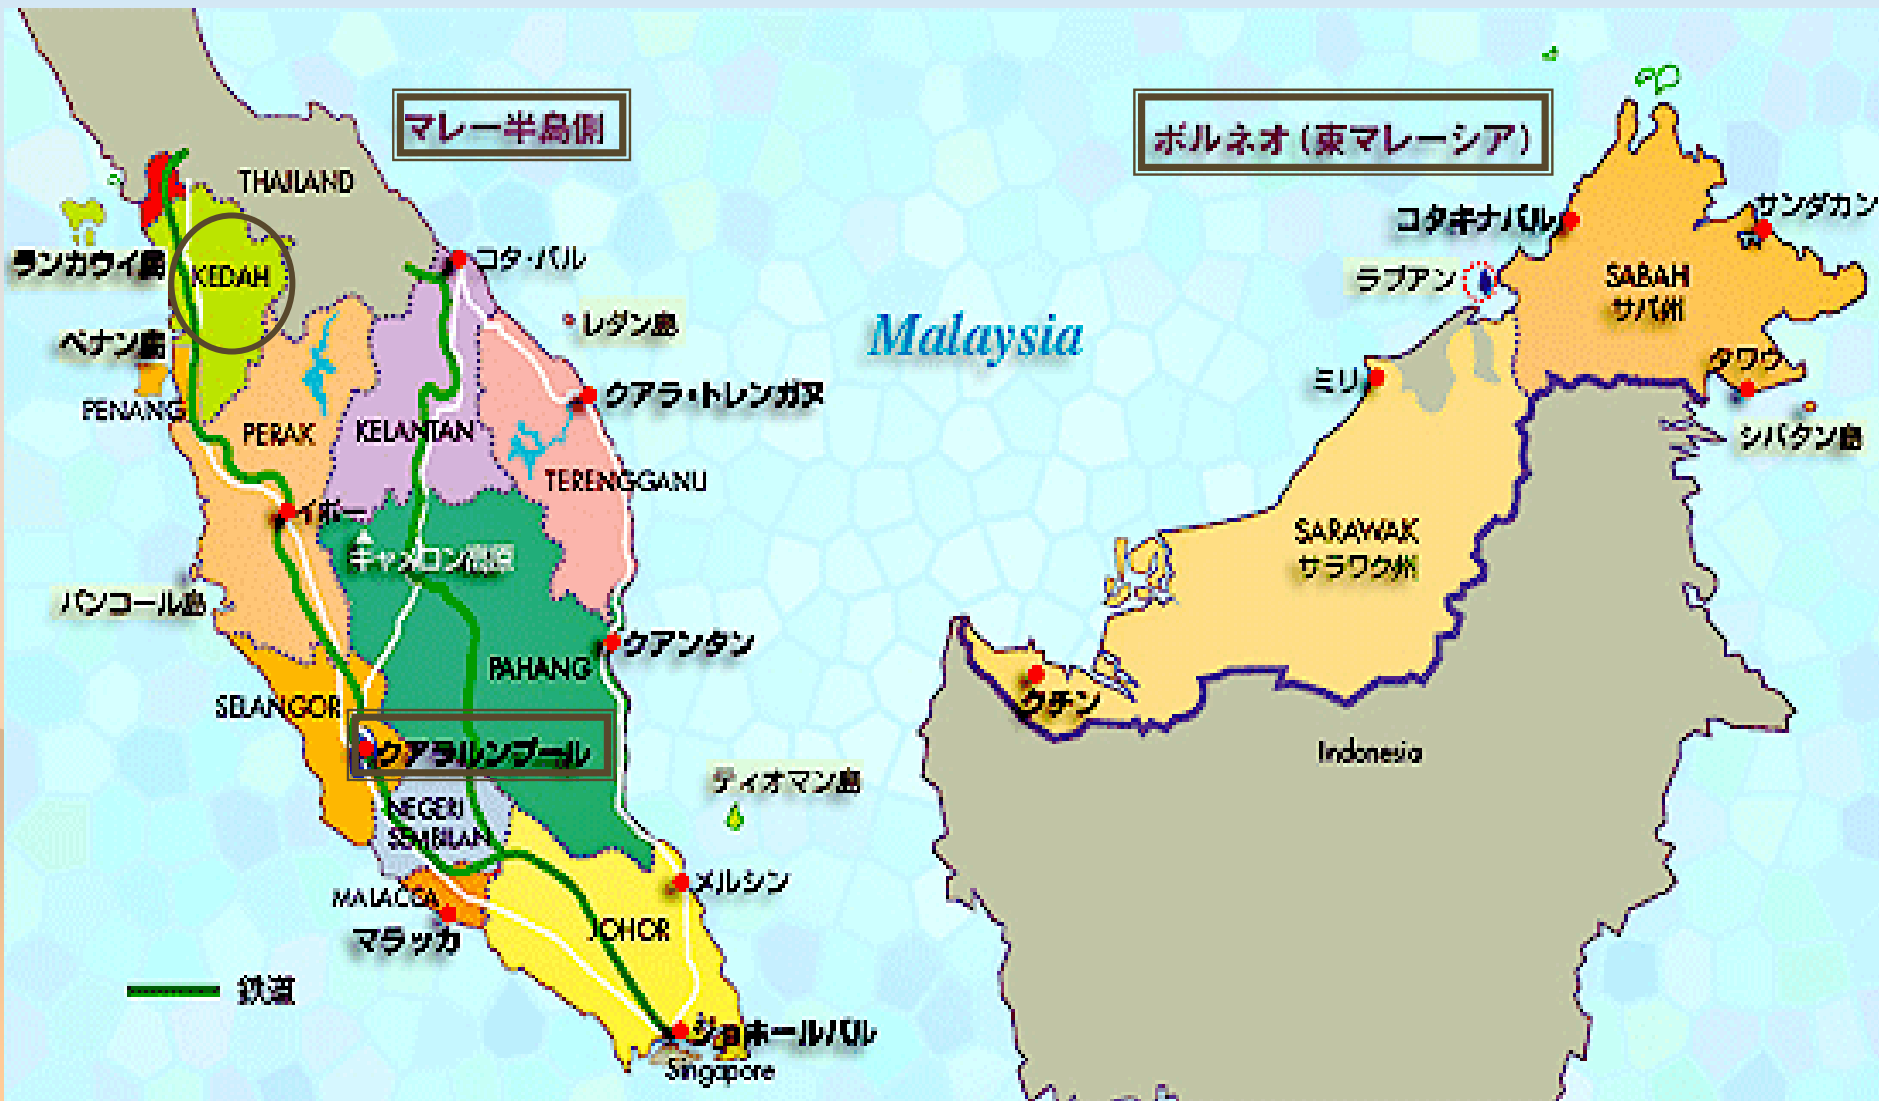 マレー半島側
ボルネオ(東マレーシア)
THAILAND
ランカウイ島
KEDAH
コタ・バル
ペナン島
PENANG
レダン島
Malaysia
クアラ・トレンガヌ
PERAK
KELANTAN
TERENGGANU
イポー
キャメロン高原
パンコール島
クアンタン
PAHANG
SELANGOR
クアラルンプール
ティオマン島
NEGERI
SEMBILAN
MALACCA
マラッカ
メルシン
JOHOR
鉄道
ジョホールバル
Singapore
コタキナバル
サンダカン
ラブアン
SABAH
サバ州
ミリ
タワウ
シパダン島
SARAWAK
サラワク州
クチン
Indonesia